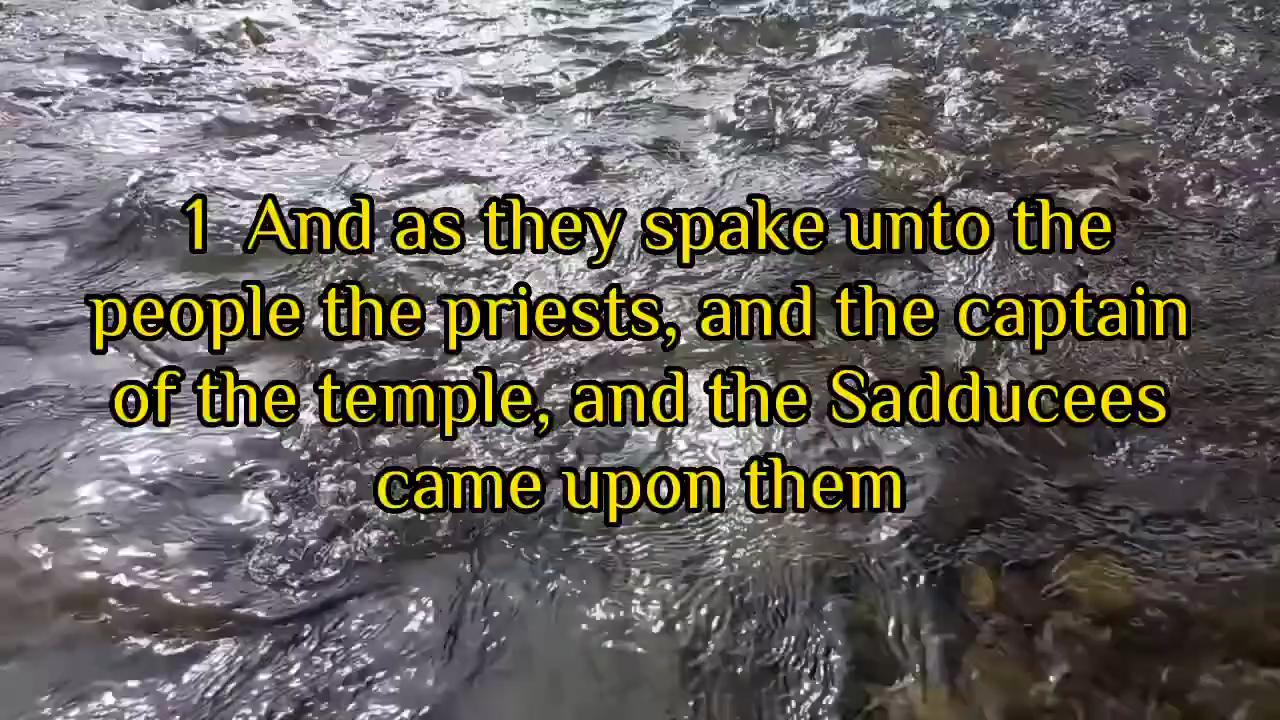 1 And as they spake unto the
people the priests, and the captain
of the temple, and the Sadducees
came upon them